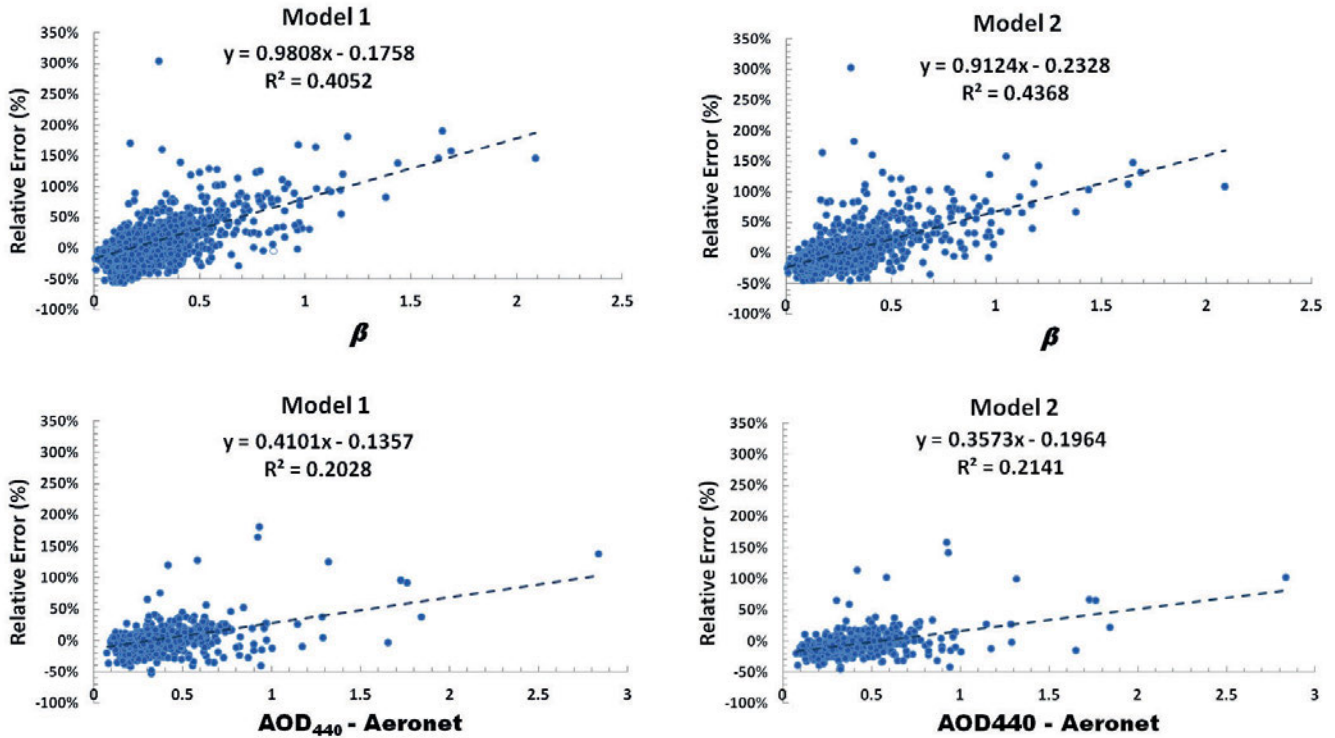 Model 1
y = 0.9808x - 0.1758
R² = 0.4052
Relative Error (%)
350%
300%
250%
200%
150%
100%
50%
0%
-50%
-100%
0 0.5 1 1.5 2 2.5
β
Model 2
y = 0.9124x - 0.2328
R² = 0.4368
Relative Error (%)
350%
300%
250%
200%
150%
100%
50%
0%
-50%
-100%
0 0.5 1 1.5 2 2.5
β
Model 1
y = 0.4101x - 0.1357
R² = 0.2028
Relative Error (%)
350%
300%
250%
200%
150%
100%
50%
0%
-50%
-100%
0 0.5 1 1.5 2 2.5 3
AOD₄₄₀ - Aeronet
Model 2
y = 0.3573x - 0.1964
R² = 0.2141
Relative Error (%)
350%
300%
250%
200%
150%
100%
50%
0%
-50%
-100%
0 0.5 1 1.5 2 2.5 3
AOD440 - Aeronet